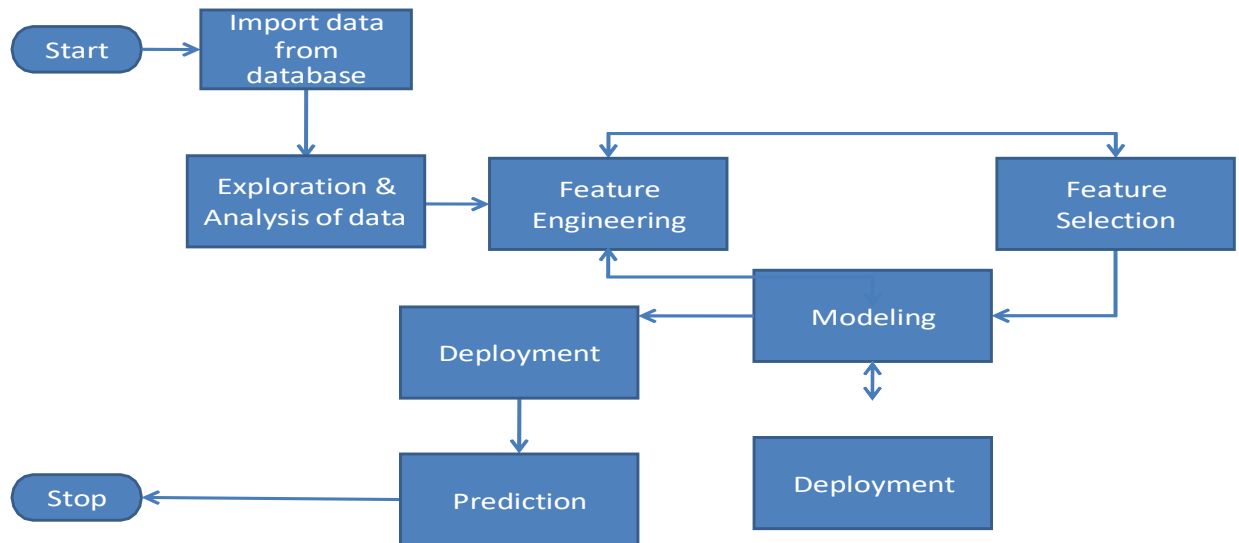 Start
Import data
from
database
Exploration &
Analysis of data
Feature
Engineering
Feature
Selection
Modeling
Deployment
Deployment
Prediction
Stop